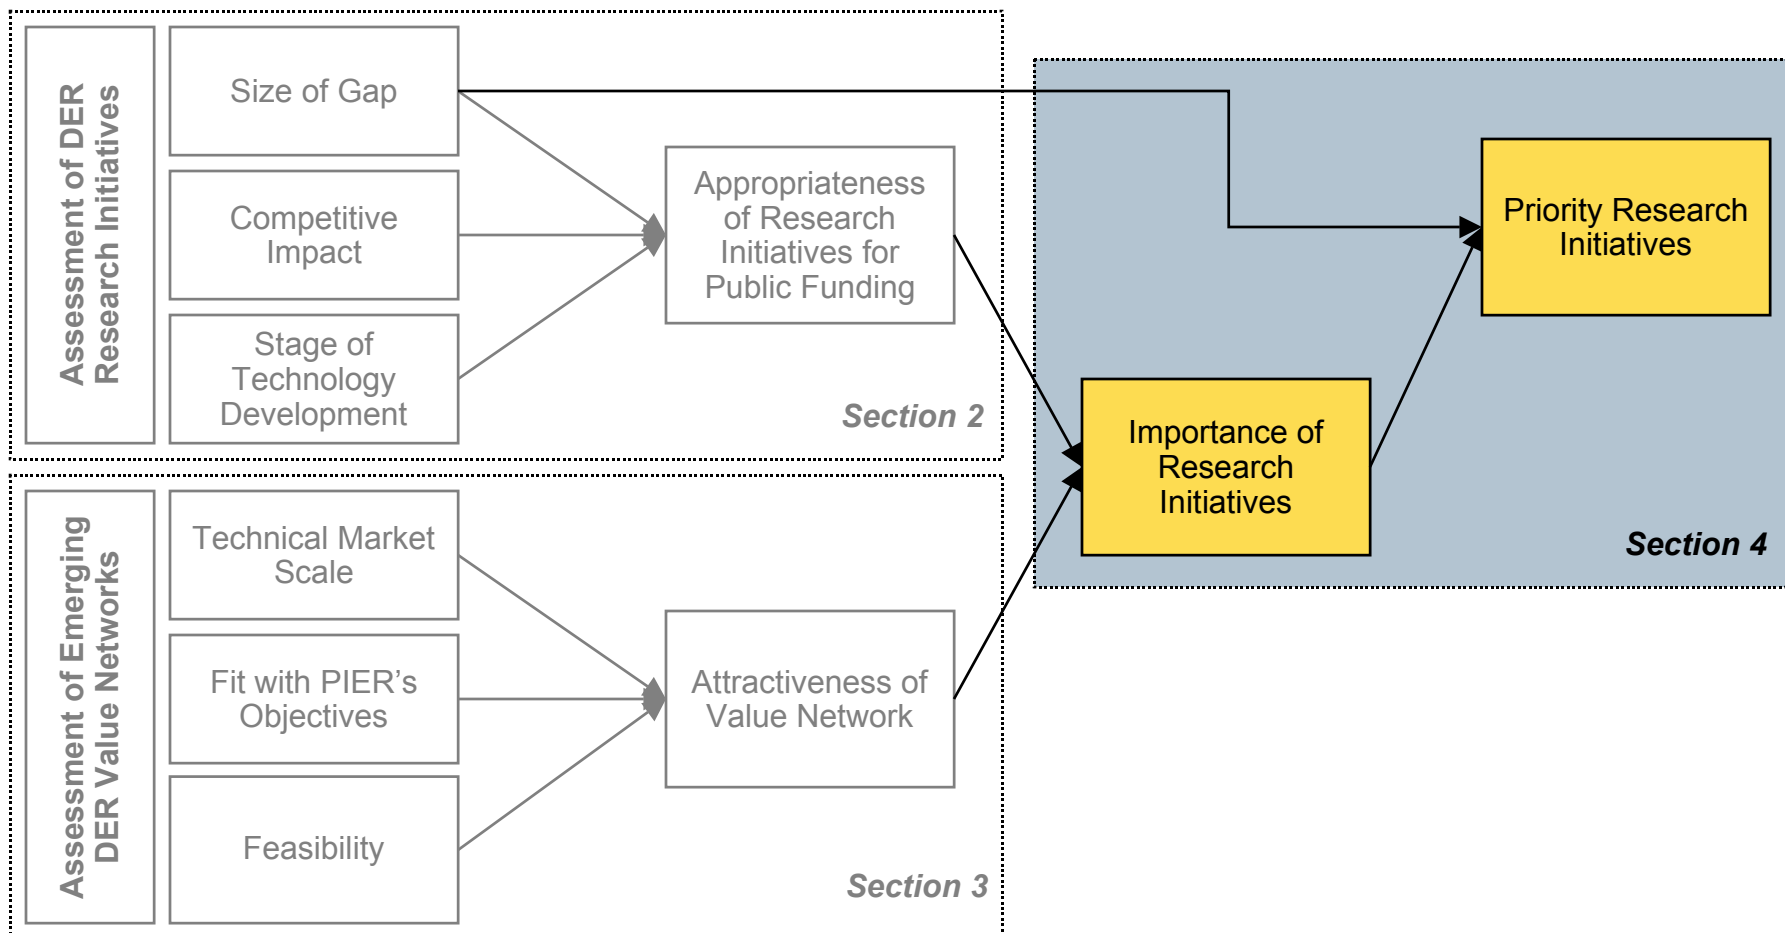 Assessment of DER
Research Initiatives
Size of Gap
Competitive
Impact
Stage of
Technology
Development
Appropriateness
of Research
Initiatives for
Public Funding
Section 2
Assessment of Emerging
DER Value Networks
Technical Market
Scale
Fit with PIER’s
Objectives
Feasibility
Attractiveness of
Value Network
Section 3
Priority Research
Initiatives
Importance of
Research
Initiatives
Section 4